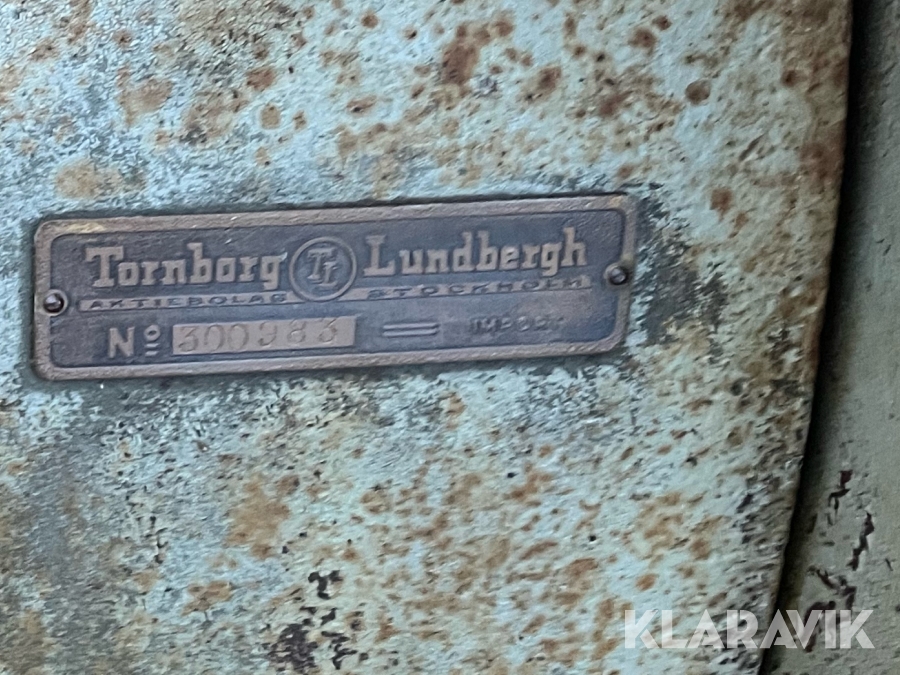 Tornborg TL Lundbergh
AKTIEBOLAG STOCKHOLM
No 300983 = IMPORT
KLARAVIK